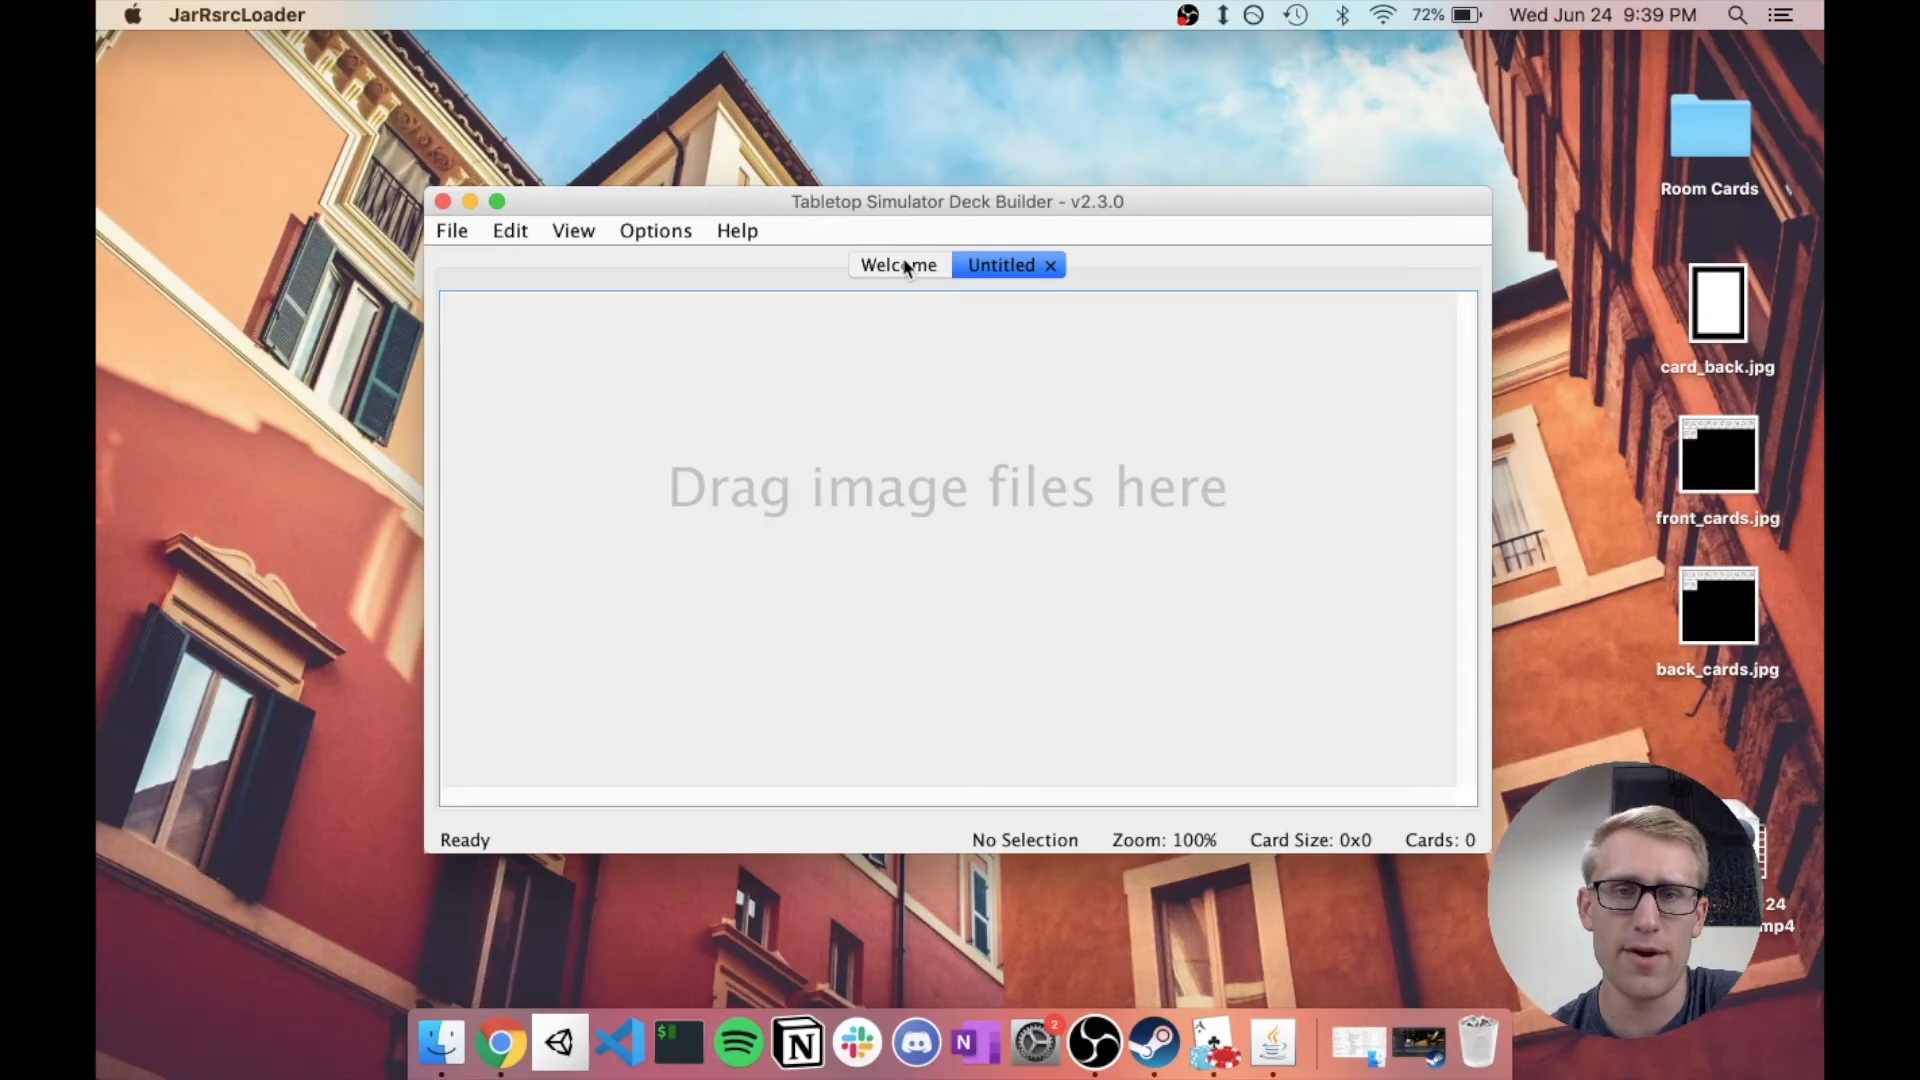 JarRsrcLoader
72%
Wed Jun 24 9:39 PM
Tabletop Simulator Deck Builder - v2.3.0
File Edit View Options Help
Welcome
Untitled ×
Drag image files here
Ready
No Selection
Zoom: 100%
Card Size: 0x0
Cards: 0
Room Cards
card_back.jpg
front_cards.jpg
back_cards.jpg
24
mp4
$
N
N
2
A